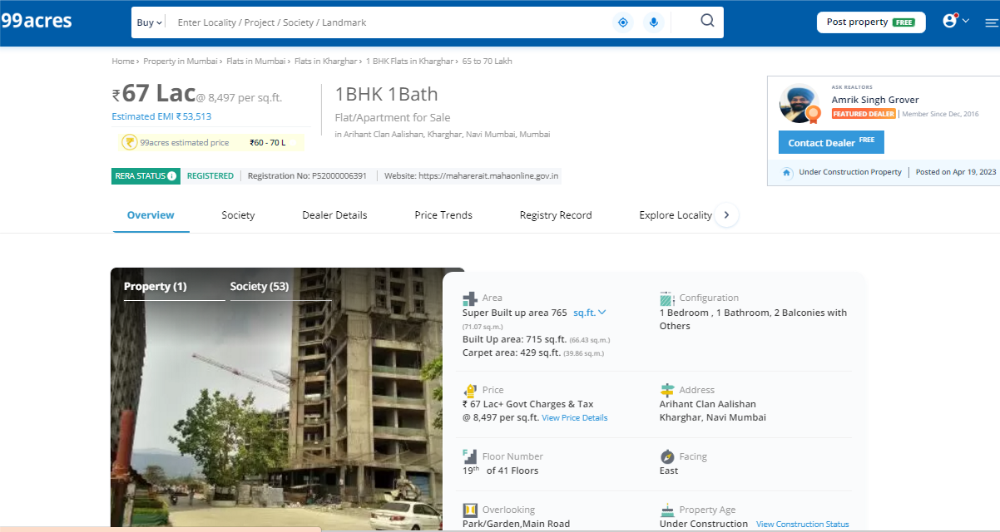 99acres
Buy
Enter Locality / Project / Society / Landmark
Post property FREE
Home › Property in Mumbai › Flats in Mumbai › Flats in Kharghar › 1 BHK Flats in Kharghar › 65 to 70 Lakh
₹67 Lac @ 8,497 per sq.ft.
Estimated EMI ₹ 53,513
₹ 99acres estimated price ₹60 - 70 L
1BHK 1Bath
Flat/Apartment for Sale
in Arihant Clan Aalishan, Kharghar, Navi Mumbai, Mumbai
ASK REALTORS
Amrik Singh Grover
FEATURED DEALER | Member Since Dec, 2016
Contact Dealer FREE
Under Construction Property | Posted on Apr 19, 2023
RERA STATUS i REGISTERED | Registration No: PS2000006391 | Website: https://maharerait.mahaonline.gov.in
Overview Society Dealer Details Price Trends Registry Record Explore Locality
Property (1) Society (53)
Area
Super Built up area 765 sq.ft.
(71.07 sq.m.)
Built Up area: 715 sq.ft. (66.43 sq.m.)
Carpet area: 429 sq.ft. (39.86 sq.m.)
Configuration
1 Bedroom , 1 Bathroom, 2 Balconies with
Others
Price
₹ 67 Lac+ Govt Charges & Tax
@ 8,497 per sq.ft. View Price Details
Address
Arihant Clan Aalishan
Kharghar, Navi Mumbai
Floor Number
19th of 41 Floors
Facing
East
Overlooking
Park/Garden,Main Road
Property Age
Under Construction View Construction Status